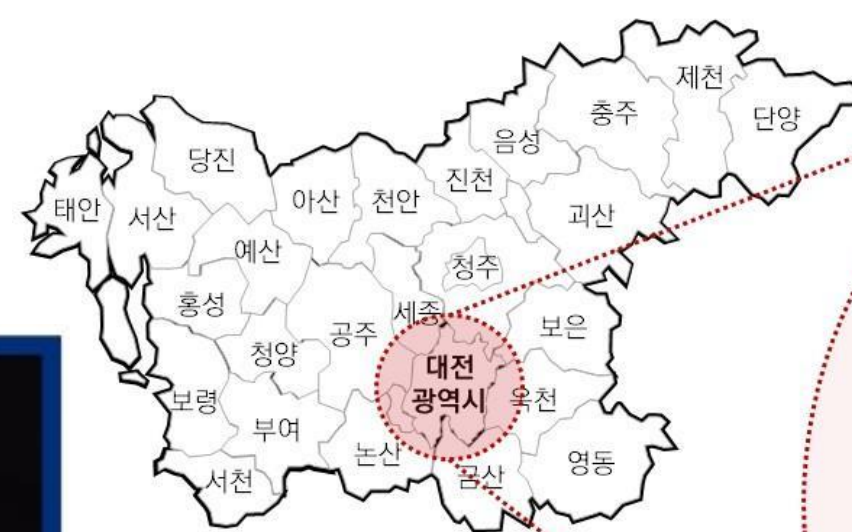 제천
충주
단양
음성
당진
진천
아산
천안
태안
서산
괴산
예산
청주
홍성
세종
공주
보은
청양
대전
광역시
보령
옥천
부여
논산
영동
금산
서천